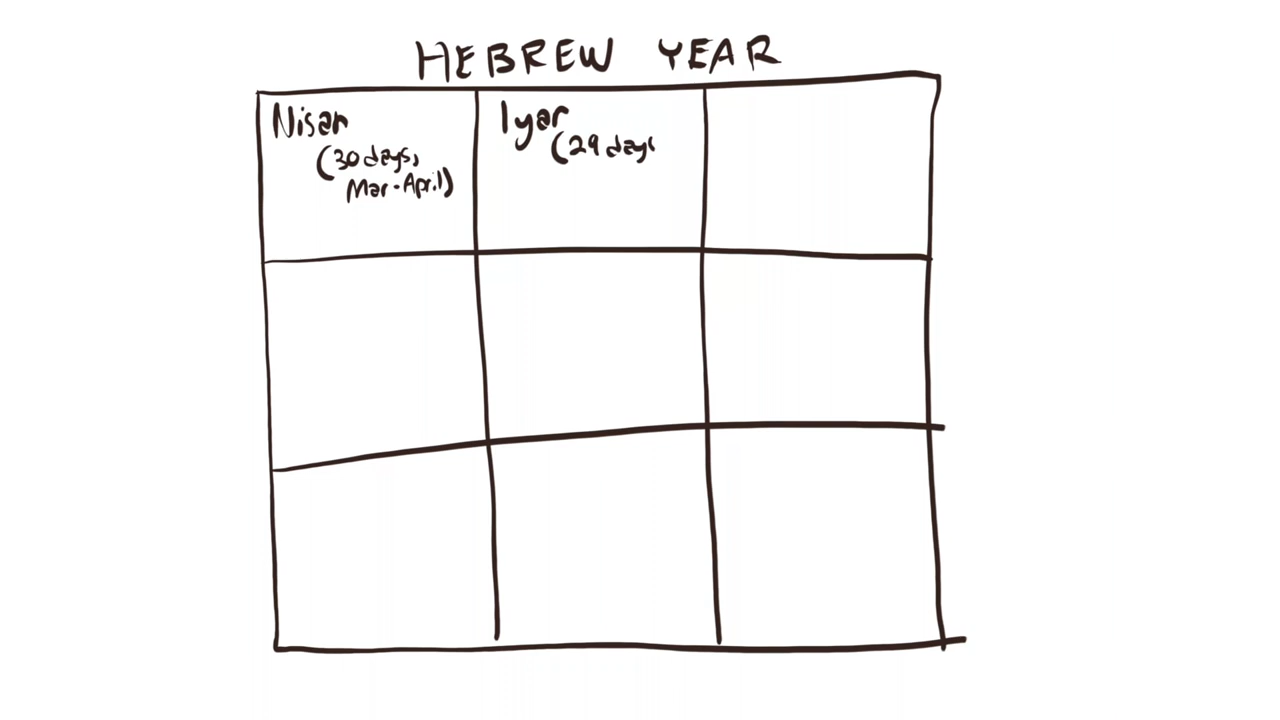 HEBREW YEAR
Nisan
(30 days,
Mar-April)
Iyar
(29 days